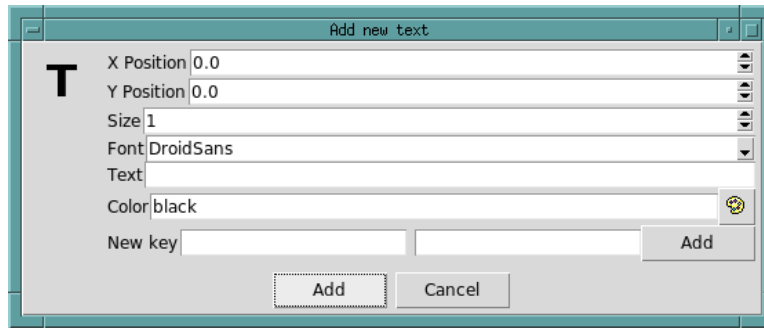 Add new text
T
X Position 0.0
Y Position 0.0
Size 1
Font DroidSans
Text
Color black
New key Add
Add Cancel